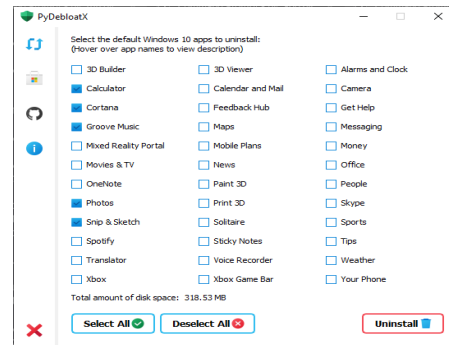 PyDebloatX
Select the default Windows 10 apps to uninstall:
(Hover over app names to view description)
3D Builder 3D Viewer Alarms and Clock
Calculator Calendar and Mail Camera
Cortana Feedback Hub Get Help
Groove Music Maps Messaging
Mixed Reality Portal Mobile Plans Money
Movies & TV News Office
OneNote Paint 3D People
Photos Print 3D Skype
Snip & Sketch Solitaire Sports
Spotify Sticky Notes Tips
Translator Voice Recorder Weather
Xbox Xbox Game Bar Your Phone
Total amount of disk space: 318.53 MB
Select All Deselect All Uninstall